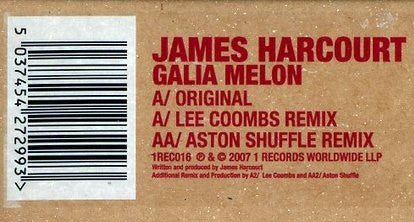 JAMES HARCOURT
GALIA MELON
A/ ORIGINAL
A/ LEE COOMBS REMIX
AA/ ASTON SHUFFLE REMIX
1REC016 ℗ & © 2007 1 RECORDS WORLDWIDE LLP
Written and produced by James Harcourt
Additional Remix and Production by A2/ Lee Coombs and AA2/ Aston Shuffle
5 037454 272993 >